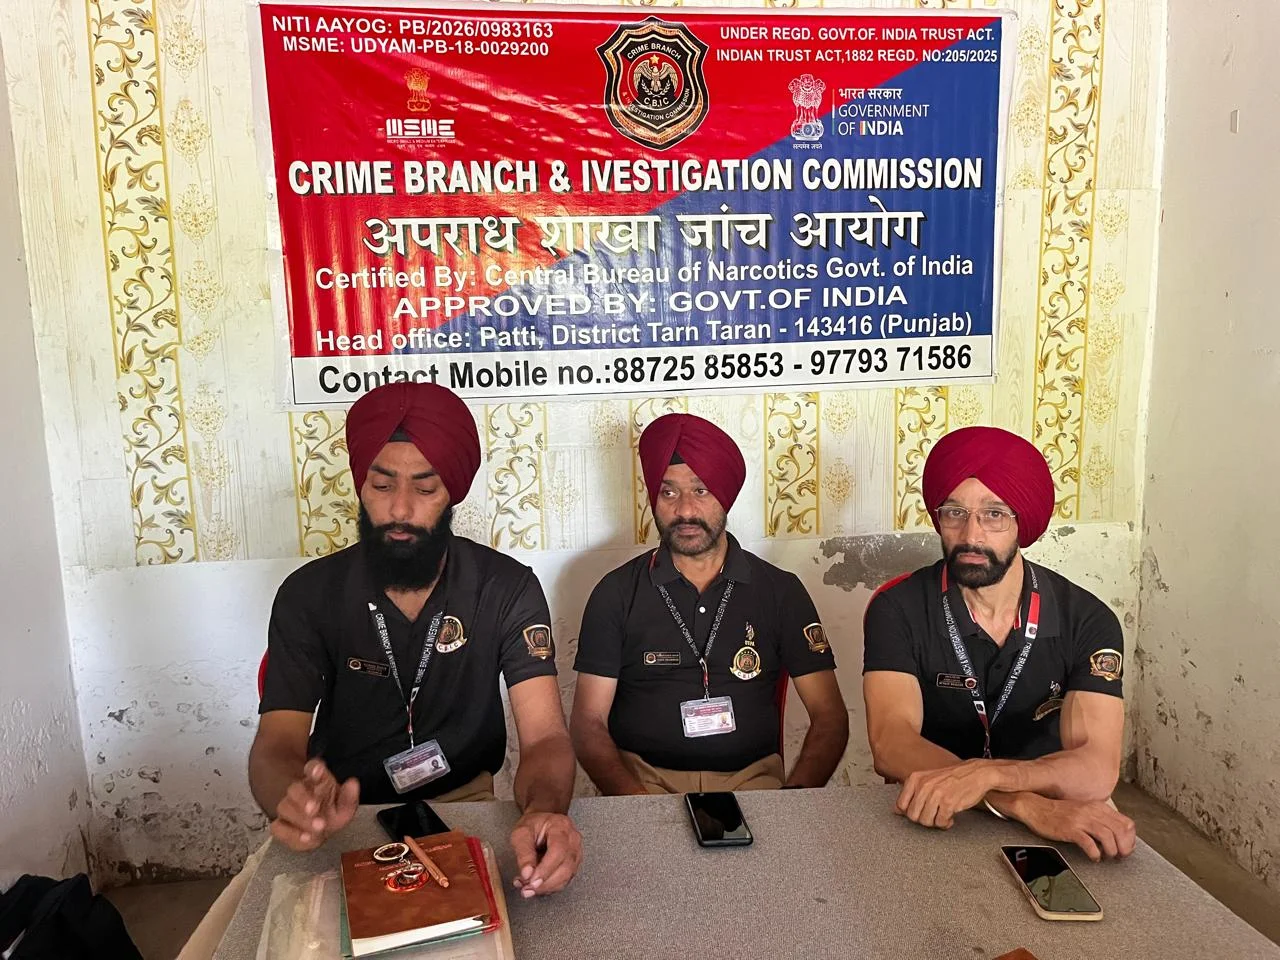 NITI AAYOG: PB/2026/0983163
MSME: UDYAM-PB-18-0029200
UNDER REGD. GOVT.OF. INDIA TRUST ACT.
INDIAN TRUST ACT,1882 REGD. NO:205/2025
CRIME BRANCH
C.B.I.C
& INVESTIGATION COMMISSION
MSME
भारत सरकार
GOVERNMENT
OF INDIA
सत्यमेव जयते
CRIME BRANCH & IVESTIGATION COMMISSION
अपराध शाखा जांच आयोग
Certified By: Central Bureau of Narcotics Govt. of India
APPROVED BY: GOVT.OF INDIA
Head office: Patti, District Tarn Taran - 143416 (Punjab)
Contact Mobile no.:88725 85853 - 97793 71586
CRIME BRANCH & INVESTIGATION